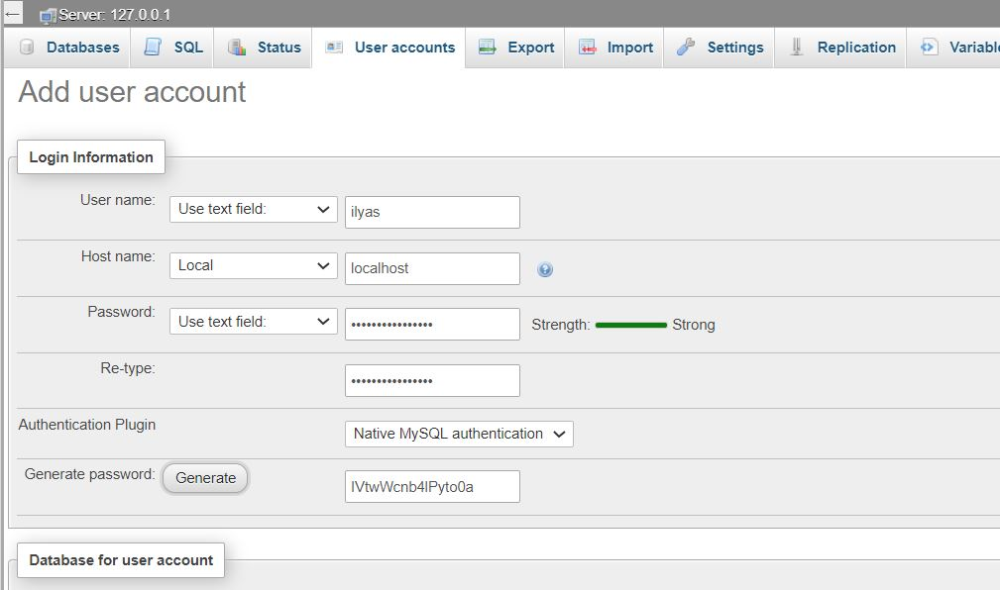 Server: 127.0.0.1
Databases SQL Status User accounts Export Import Settings Replication Variable
Add user account
Login Information
User name: Use text field: ilyas
Host name: Local localhost
Password: Use text field: •••••••••••••••• Strength: Strong
Re-type: ••••••••••••••••
Authentication Plugin Native MySQL authentication
Generate password: Generate lVtwWcnb4lPyto0a
Database for user account